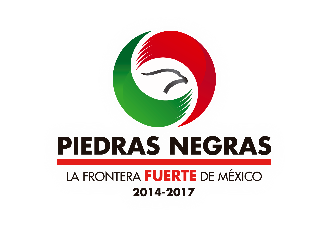 PIEDRAS NEGRAS
LA FRONTERA FUERTE DE MÉXICO
2014-2017